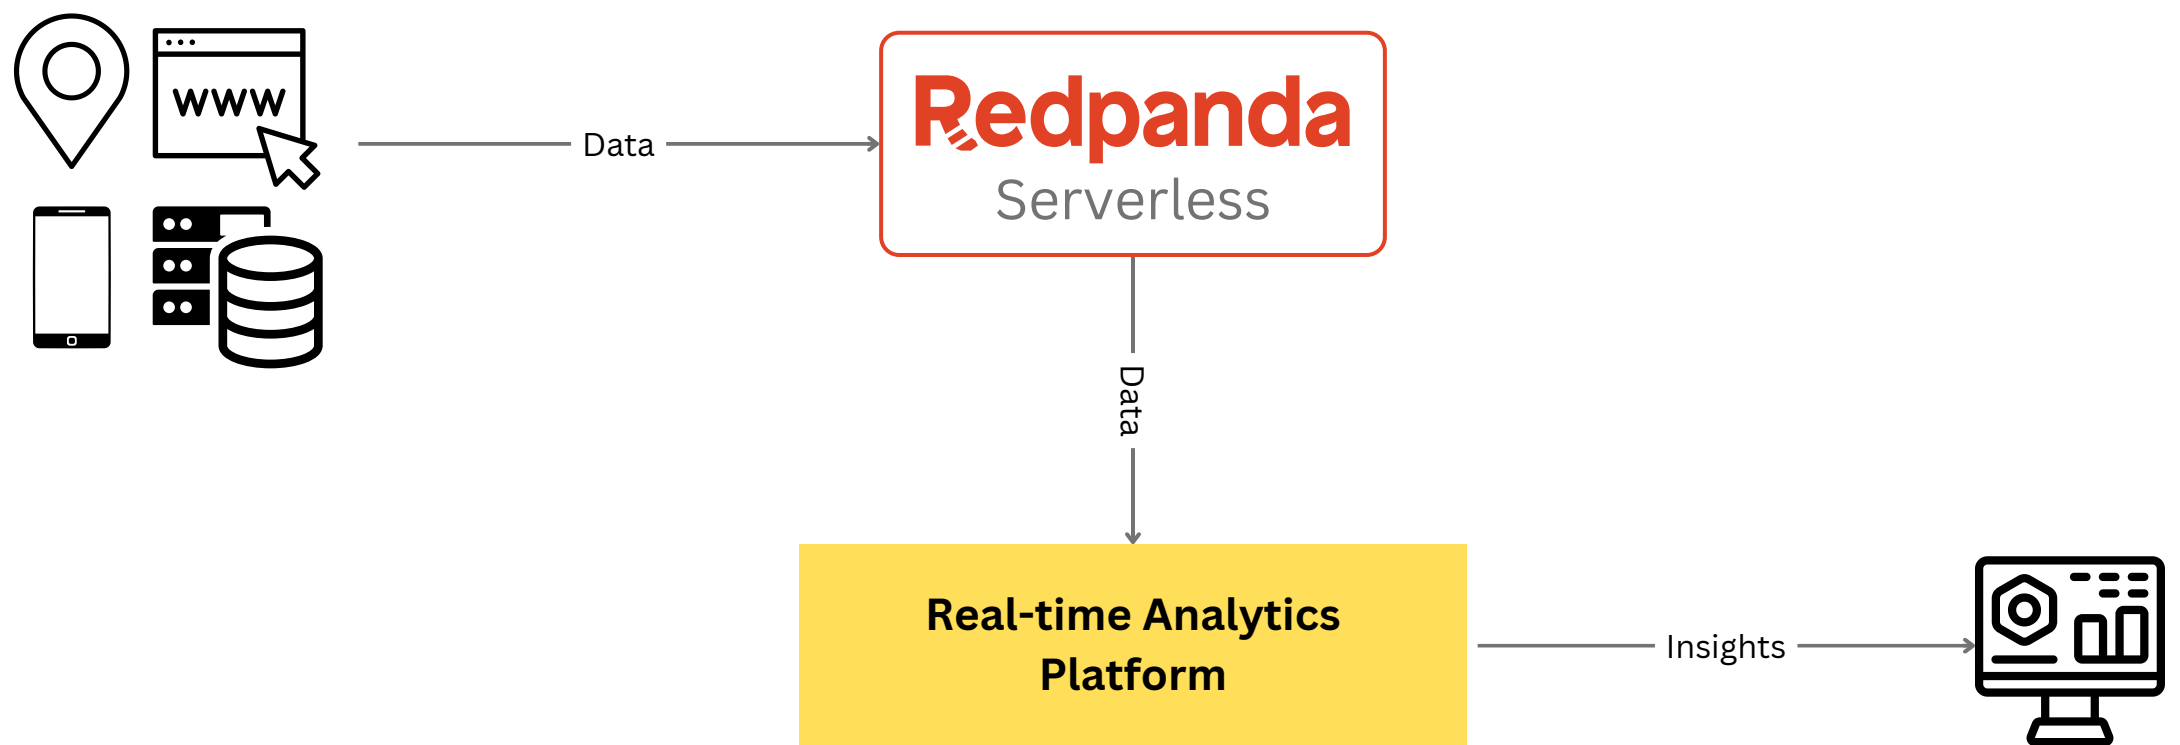 www
Data
Redpanda
Serverless
Data
Real-time Analytics
Platform
Insights